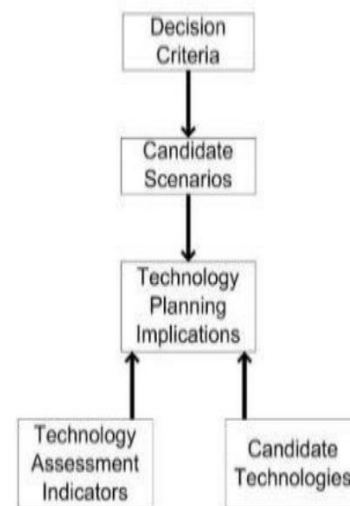 Decision
Criteria
Candidate
Scenarios
Technology
Planning
Implications
Technology
Assessment
Indicators
Candidate
Technologies